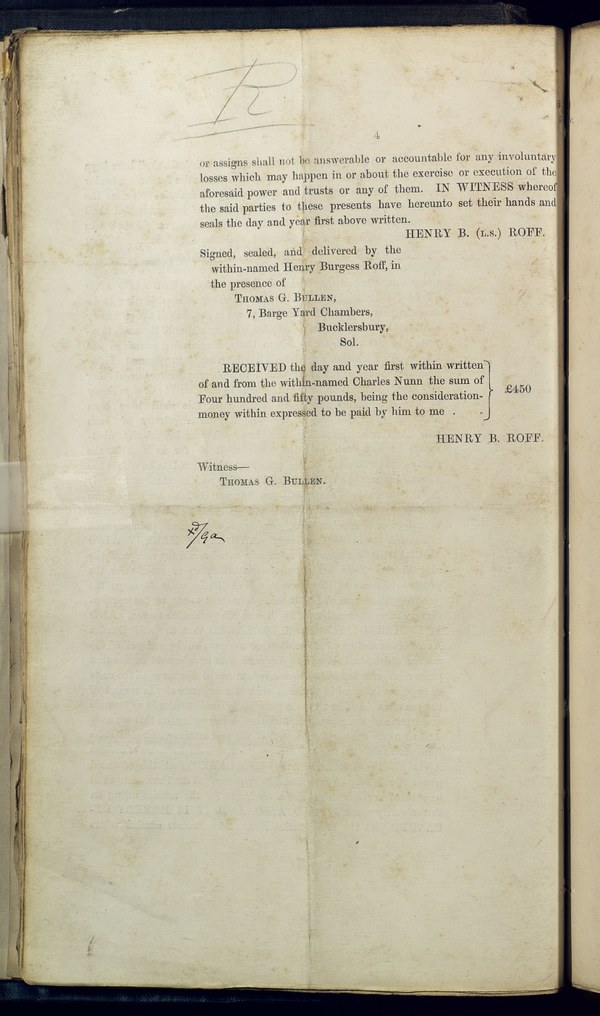 R
4
or assigns shall not be answerable or accountable for any involuntary
losses which may happen in or about the exercise or execution of the
aforesaid power and trusts or any of them. IN WITNESS whereof
the said parties to these presents have hereunto set their hands and
seals the day and year first above written.
HENRY B. (L.S.) ROFF.
Signed, sealed, and delivered by the
within-named Henry Burgess Roff, in
the presence of
THOMAS G. BULLEN,
7, Barge Yard Chambers,
Bucklersbury,
Sol.
RECEIVED the day and year first within written
of and from the within-named Charles Nunn the sum of
Four hundred and fifty pounds, being the consideration-
money within expressed to be paid by him to me . .
£450
HENRY B. ROFF.
Witness—
THOMAS G. BULLEN.